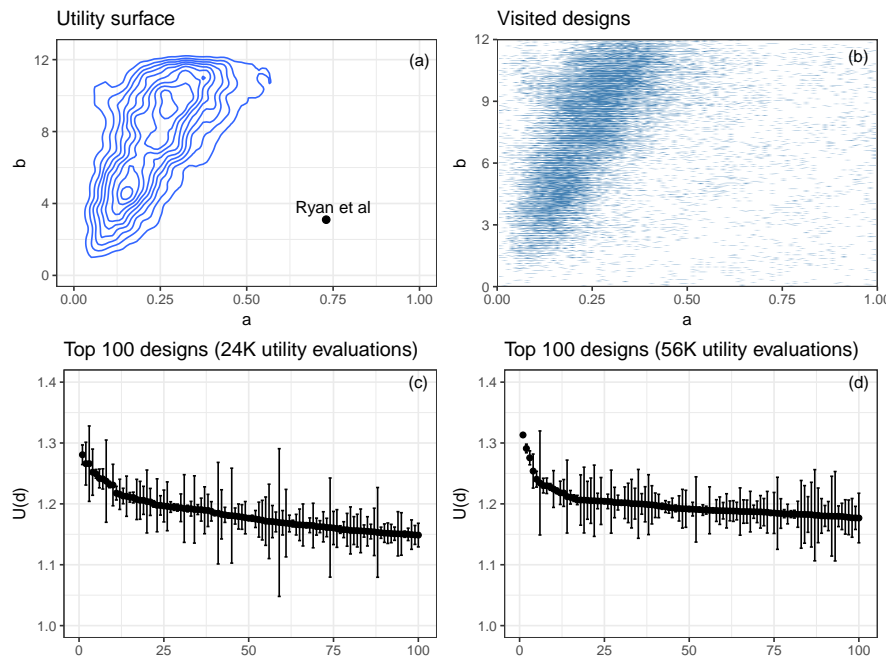 Utility surface
(a)
12
8
4
0
b
Ryan et al
0.00
0.25
0.50
0.75
1.00
a
Visited designs
(b)
12
9
6
3
0
b
0.00
0.25
0.50
0.75
1.00
a
Top 100 designs (24K utility evaluations)
(c)
1.4
1.3
1.2
1.1
1.0
U(d)
0
25
50
75
100
Top 100 designs (56K utility evaluations)
(d)
1.4
1.3
1.2
1.1
1.0
U(d)
0
25
50
75
100